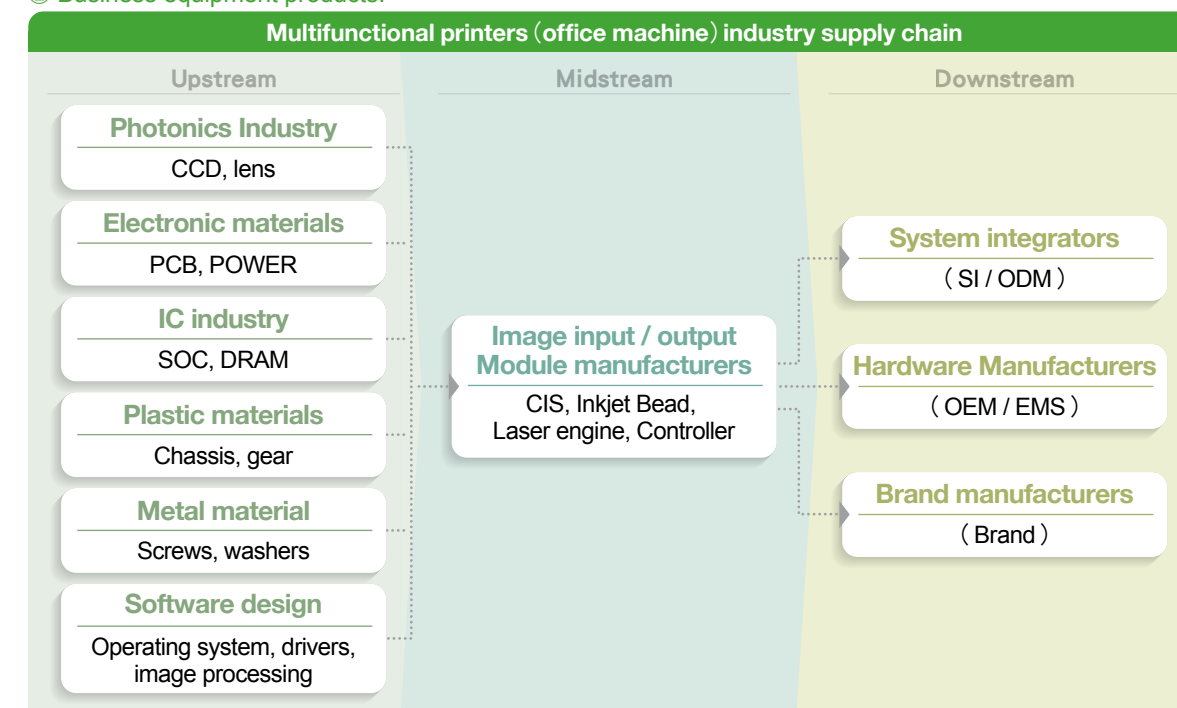 Business equipment products:
Multifunctional printers（office machine）industry supply chain
Upstream
Photonics Industry
CCD, lens
Electronic materials
PCB, POWER
IC industry
SOC, DRAM
Plastic materials
Chassis, gear
Metal material
Screws, washers
Software design
Operating system, drivers,
image processing
Midstream
Image input / output
Module manufacturers
CIS, Inkjet Bead,
Laser engine, Controller
Downstream
System integrators
（SI / ODM）
Hardware Manufacturers
（OEM / EMS）
Brand manufacturers
（Brand）